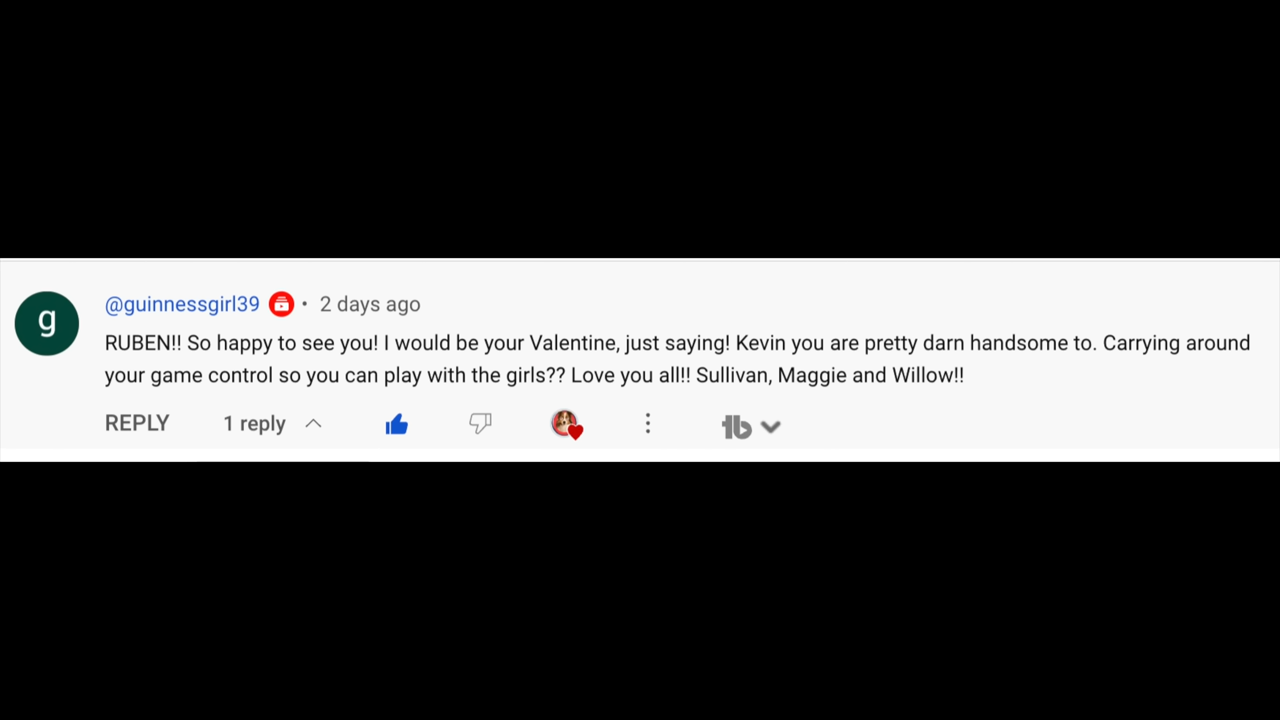 g
@guinnessgirl39 • 2 days ago
RUBEN!! So happy to see you! I would be your Valentine, just saying! Kevin you are pretty darn handsome to. Carrying around
your game control so you can play with the girls?? Love you all!! Sullivan, Maggie and Willow!!
REPLY 1 reply tb